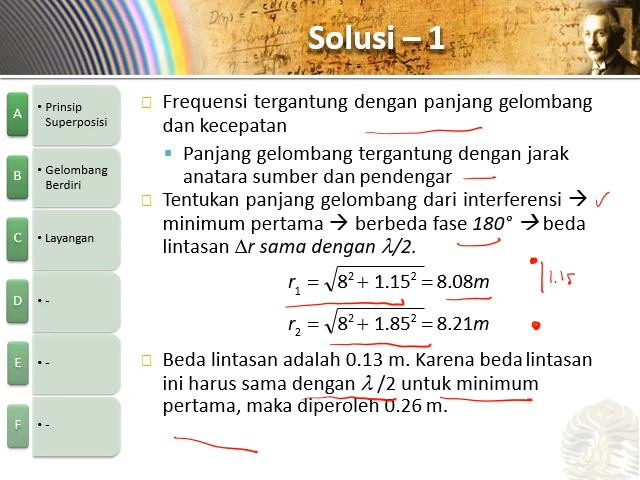 Solusi – 1
A
• Prinsip
Superposisi
B
• Gelombang
Berdiri
C
• Layangan
D
• -
E
• -
F
• -
Frekuensi tergantung dengan panjang gelombang
dan kecepatan
Panjang gelombang tergantung dengan jarak
anatara sumber dan pendengar
Tentukan panjang gelombang dari interferensi →
minimum pertama → berbeda fase 180° → beda
lintasan Δr sama dengan λ/2.
r₁ = √(8² + 1.15²) = 8.08m
1.15
r₂ = √(8² + 1.85²) = 8.21m
Beda lintasan adalah 0.13 m. Karena beda lintasan
ini harus sama dengan λ /2 untuk minimum
pertama, maka diperoleh 0.26 m.